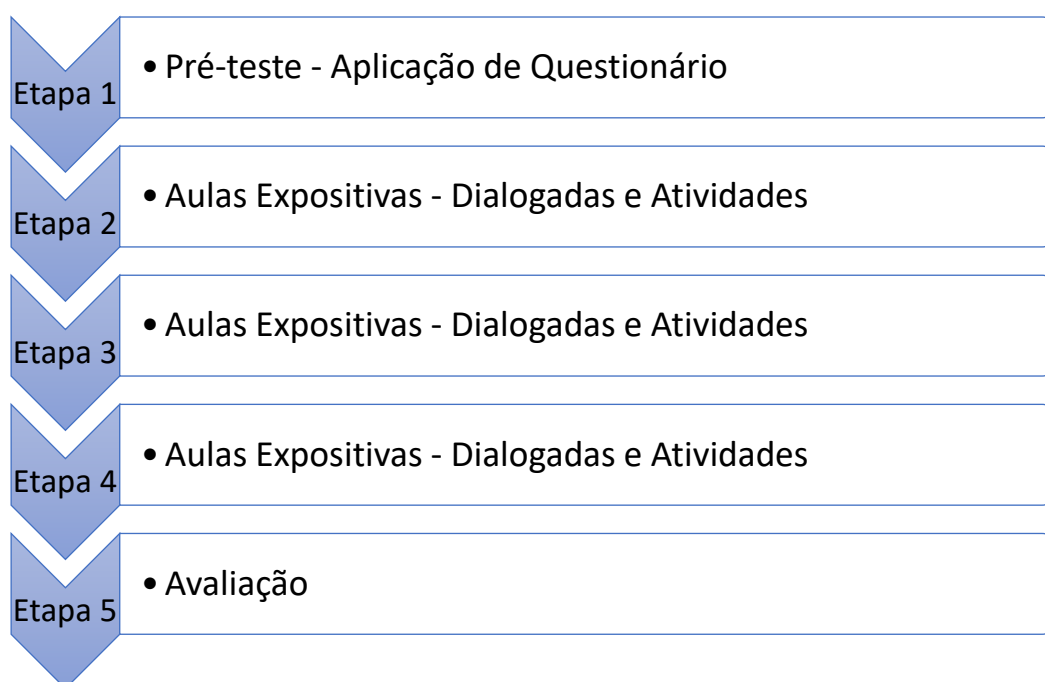 Etapa 1
• Pré-teste - Aplicação de Questionário
Etapa 2
• Aulas Expositivas - Dialogadas e Atividades
Etapa 3
• Aulas Expositivas - Dialogadas e Atividades
Etapa 4
• Aulas Expositivas - Dialogadas e Atividades
Etapa 5
• Avaliação